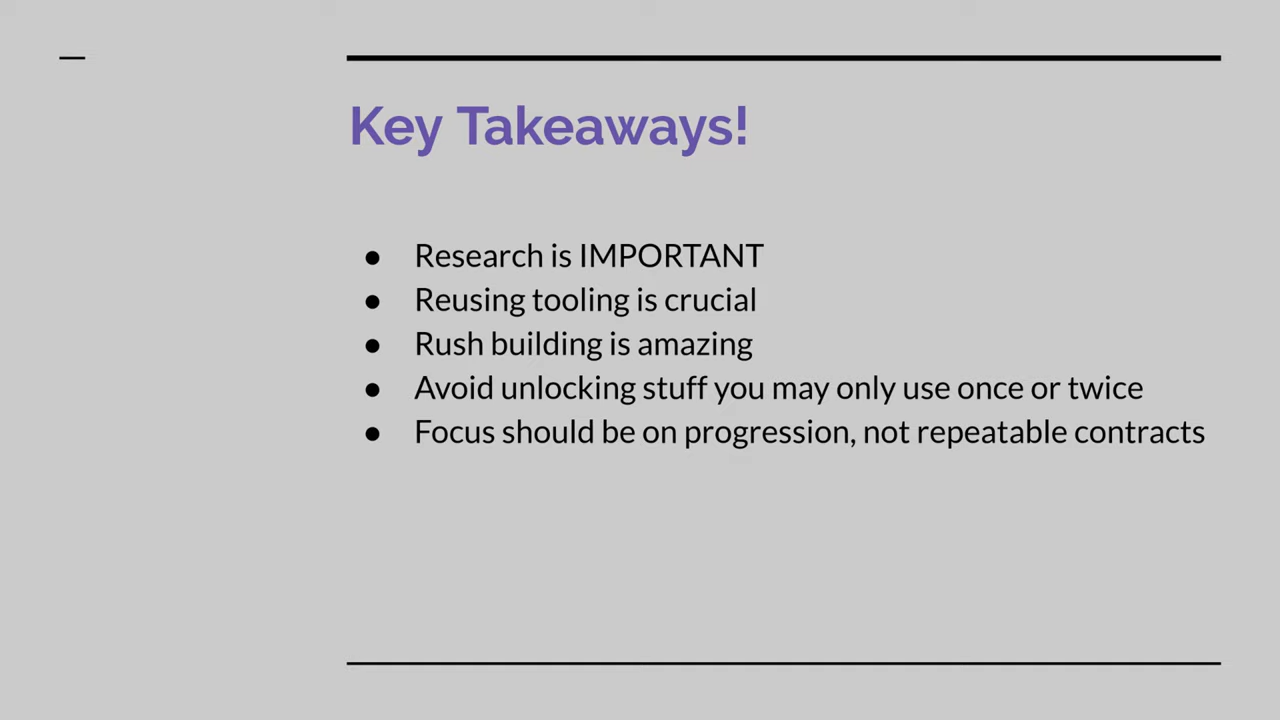 Key Takeaways!
● Research is IMPORTANT
● Reusing tooling is crucial
● Rush building is amazing
● Avoid unlocking stuff you may only use once or twice
● Focus should be on progression, not repeatable contracts